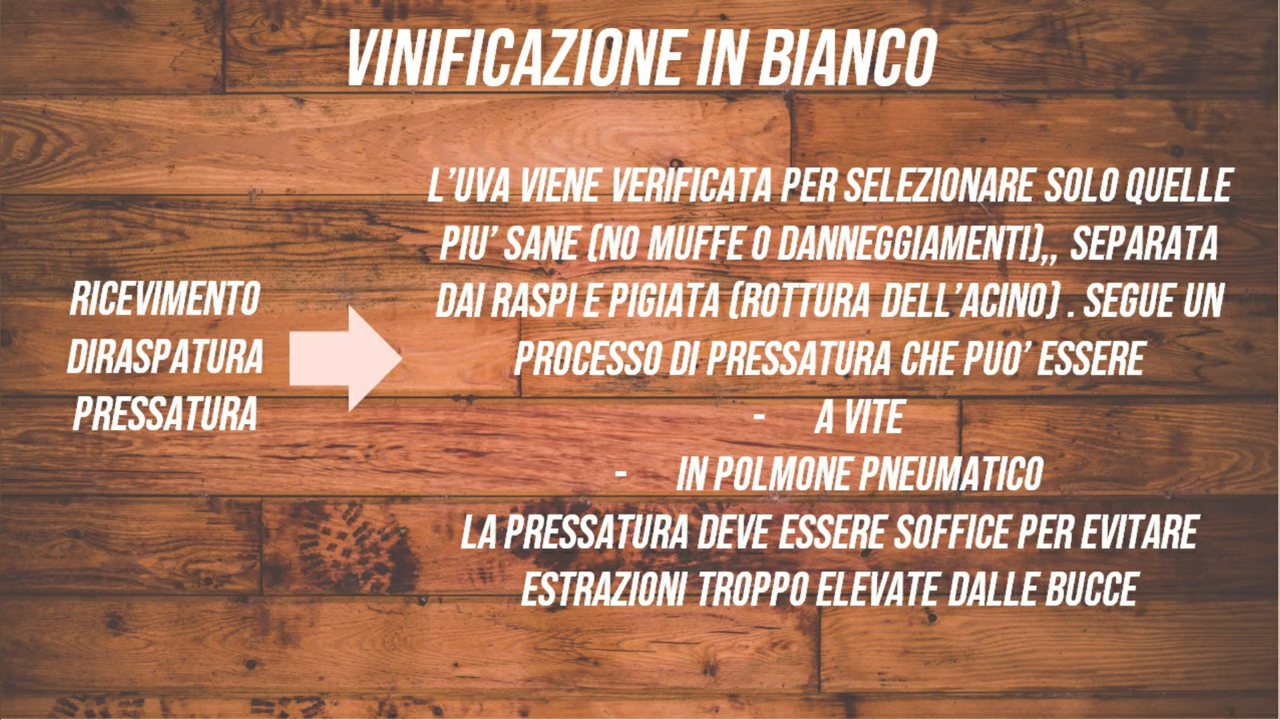 VINIFICAZIONE IN BIANCO
RICEVIMENTO
DIRASPATURA
PRESSATURA
L'UVA VIENE VERIFICATA PER SELEZIONARE SOLO QUELLE
PIU' SANE (NO MUFFE O DANNEGGIAMENTI),, SEPARATA
DAI RASPI E PIGIATA (ROTTURA DELL'ACINO) . SEGUE UN
PROCESSO DI PRESSATURA CHE PUO' ESSERE
- A VITE
- IN POLMONE PNEUMATICO
LA PRESSATURA DEVE ESSERE SOFFICE PER EVITARE
ESTRAZIONI TROPPO ELEVATE DALLE BUCCE